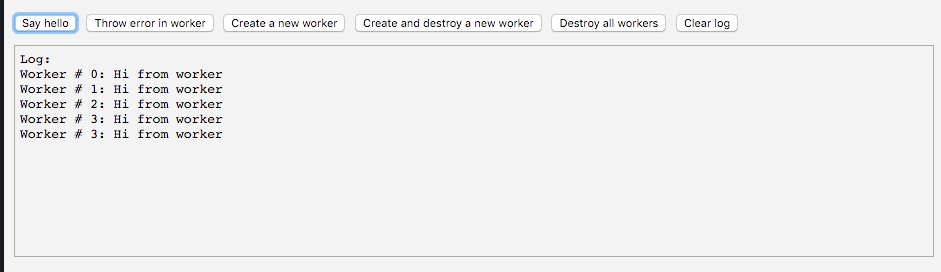 Say hello Throw error in worker Create a new worker Create and destroy a new worker Destroy all workers Clear log
Log:
Worker # 0: Hi from worker
Worker # 1: Hi from worker
Worker # 2: Hi from worker
Worker # 3: Hi from worker
Worker # 3: Hi from worker